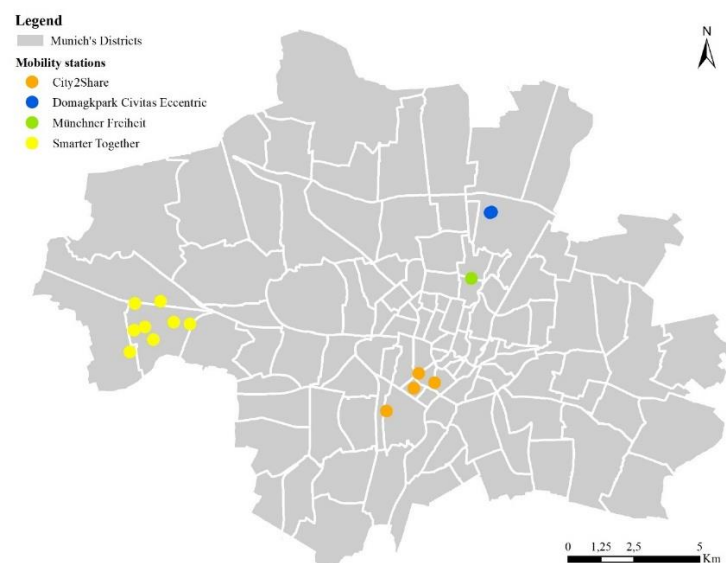 Legend
Munich's Districts
Mobility stations
City2Share
Domagkpark Civitas Eccentric
Münchner Freiheit
Smarter Together
N
0 1,25 2,5 5
Km